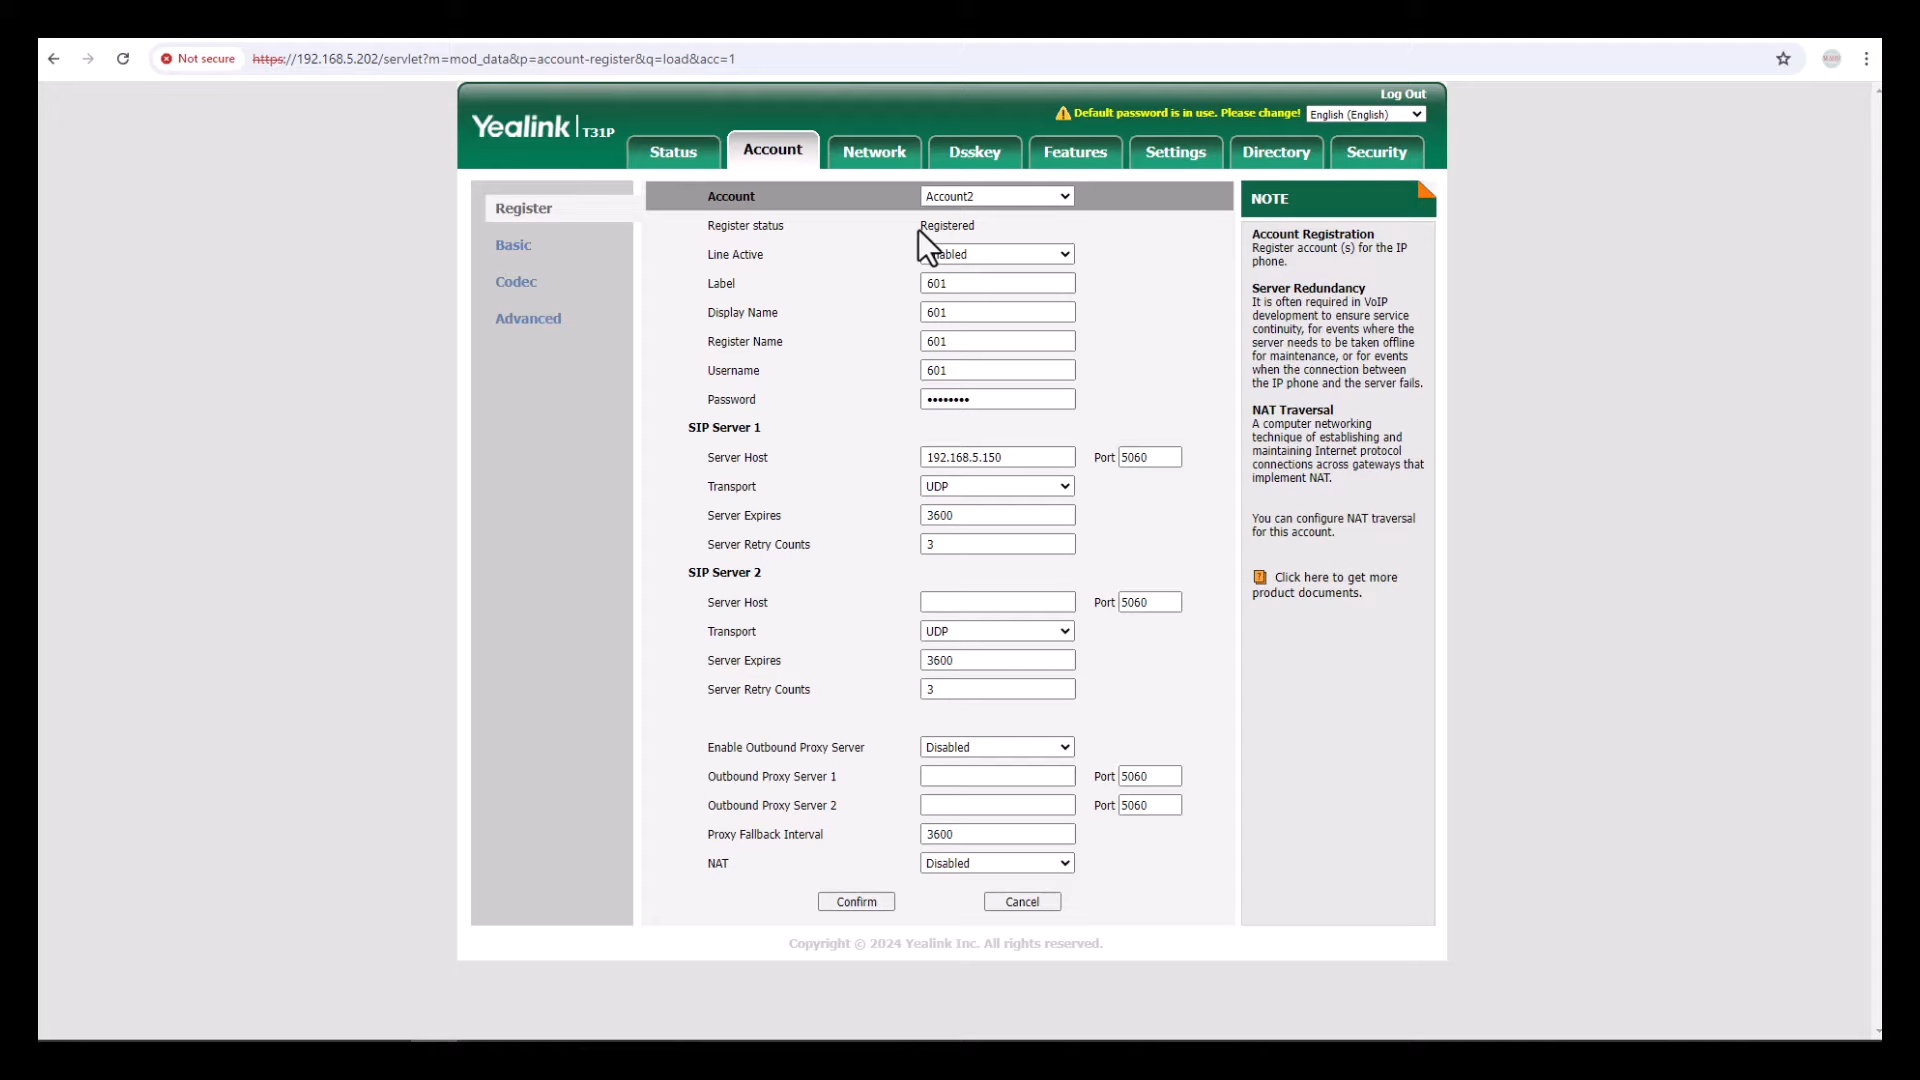 Not secure https://192.168.5.202/servlet?m=mod_data&p=account-register&q=load&acc=1
Log Out
Yealink | T31P
Default password is in use. Please change! English (English)
Status Account Network Dsskey Features Settings Directory Security
Register
Basic
Codec
Advanced
Account Account2
Register status Registered
Line Active
Label 601
Display Name 601
Register Name 601
Username 601
Password ••••••••
SIP Server 1
Server Host 192.168.5.150 Port 5060
Transport UDP
Server Expires 3600
Server Retry Counts 3
SIP Server 2
Server Host Port 5060
Transport UDP
Server Expires 3600
Server Retry Counts 3
Enable Outbound Proxy Server Disabled
Outbound Proxy Server 1 Port 5060
Outbound Proxy Server 2 Port 5060
Proxy Fallback Interval 3600
NAT Disabled
Confirm Cancel
NOTE
Account Registration
Register account (s) for the IP
phone.
Server Redundancy
It is often required in VoIP
development to ensure service
continuity, for events where the
server needs to be taken offline
for maintenance, or for events
when the connection between
the IP phone and the server fails.
NAT Traversal
A computer networking
technique of establishing and
maintaining Internet protocol
connections across gateways that
implement NAT.
You can configure NAT traversal
for this account.
Click here to get more
product documents.
Copyright © 2024 Yealink Inc. All rights reserved.